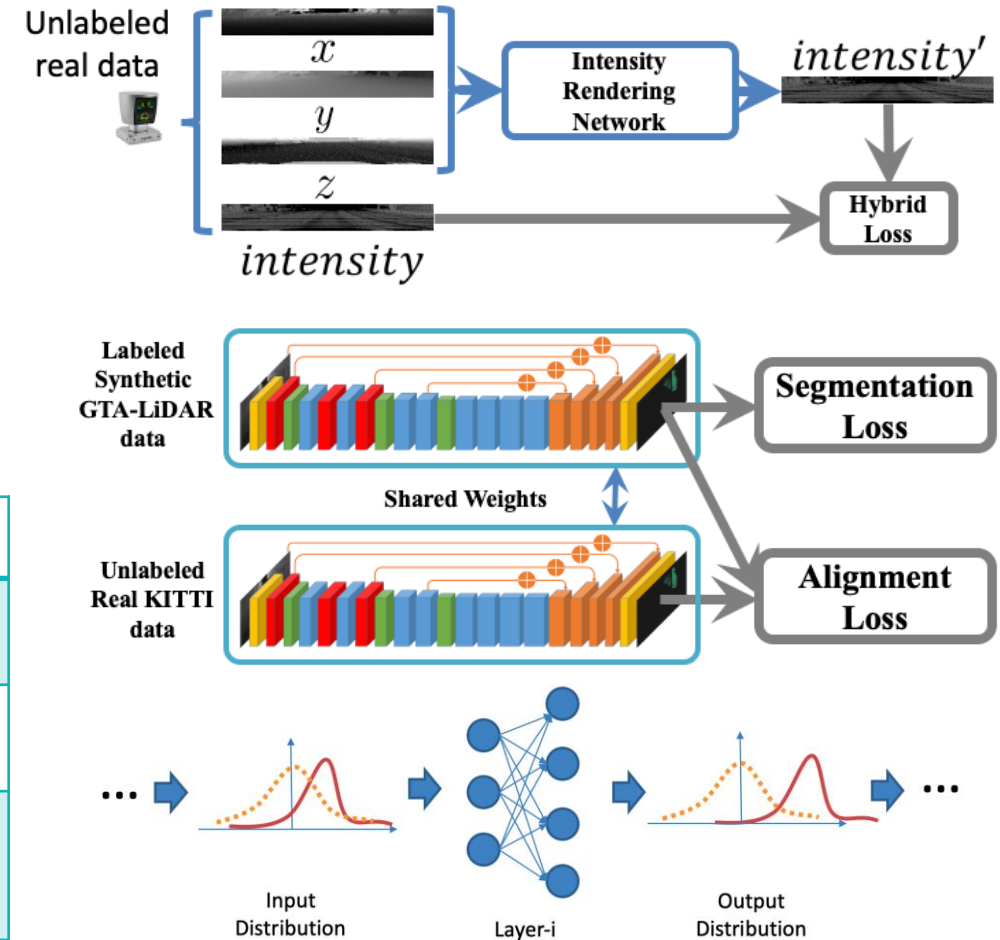 Unlabeled
real data
x
y
z
intensity
Intensity
Rendering
Network
intensity′
Hybrid
Loss
Labeled
Synthetic
GTA-LiDAR
data
Segmentation
Loss
Shared Weights
Unlabeled
Real KITTI
data
Alignment
Loss
...
...
Input
Distribution
Layer-i
Output
Distribution